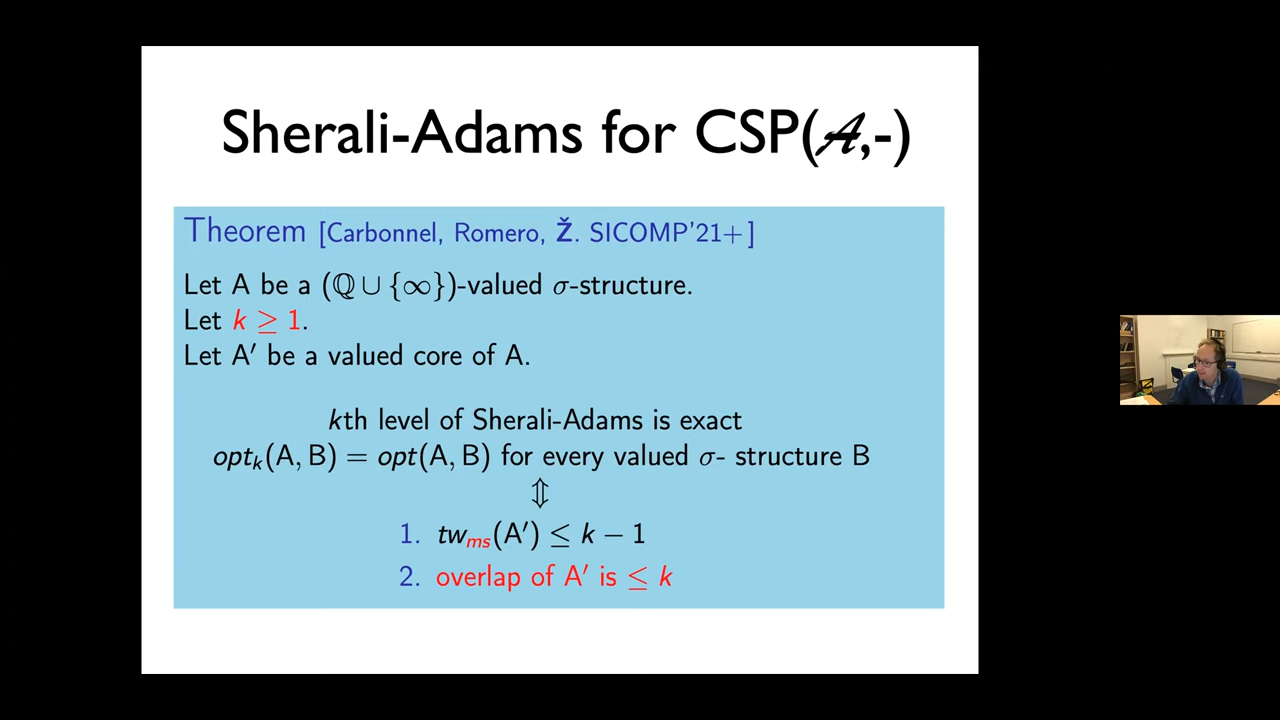 Sherali-Adams for CSP(𝒜,-)
Theorem [Carbonnel, Romero, Ž. SICOMP'21+]
Let A be a (ℚ ∪ {∞})-valued σ-structure.
Let k ≥ 1.
Let A′ be a valued core of A.
kth level of Sherali-Adams is exact
optₖ(A, B) = opt(A, B) for every valued σ- structure B
⇕
1. tw_ms(A′) ≤ k − 1
2. overlap of A′ is ≤ k